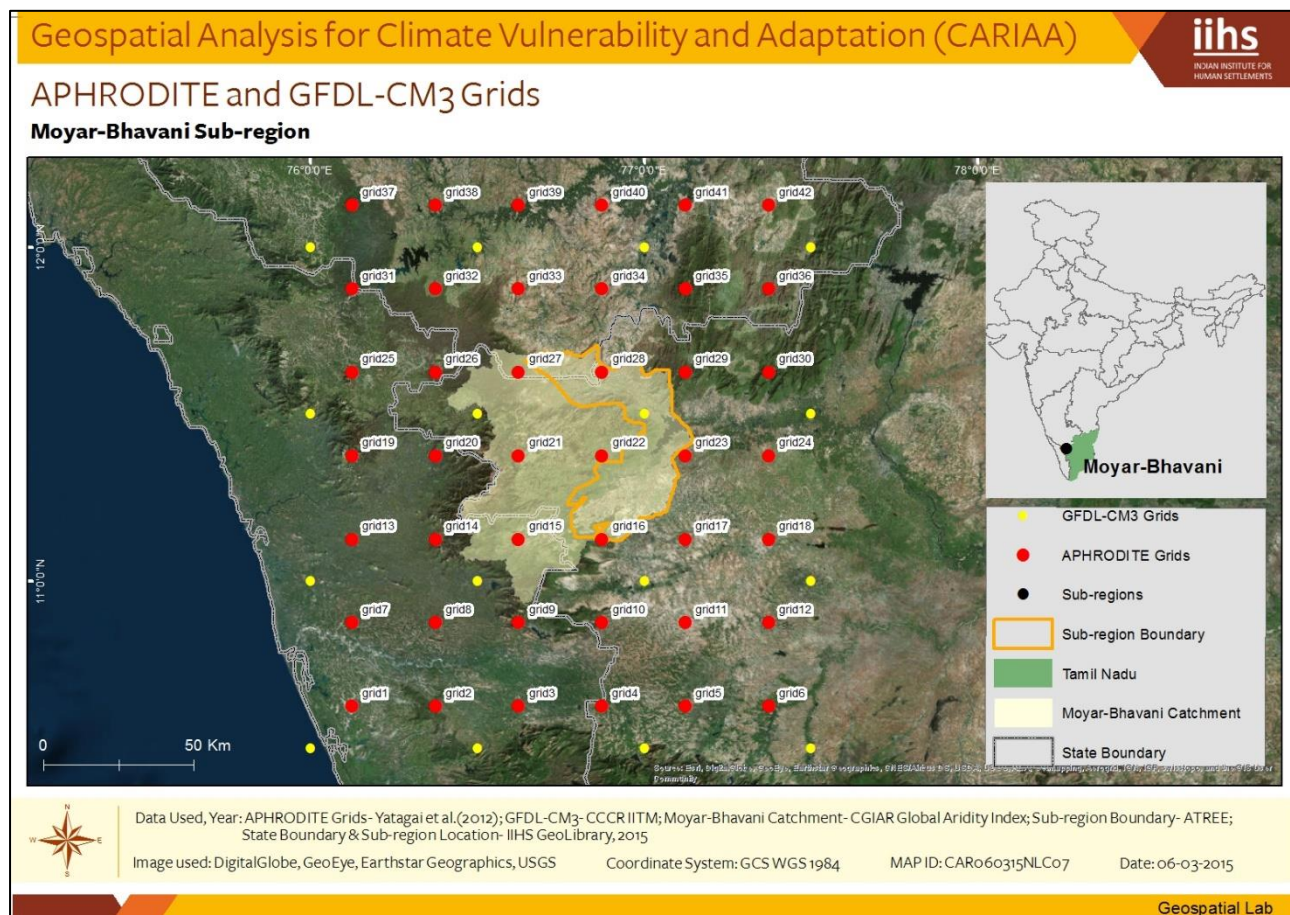 Geospatial Analysis for Climate Vulnerability and Adaptation (CARIAA)
iihs
INDIAN INSTITUTE FOR
HUMAN SETTLEMENTS
APHRODITE and GFDL-CM3 Grids
Moyar-Bhavani Sub-region
76°0'0"E
77°0'0"E
78°0'0"E
grid37
grid38
grid39
grid40
grid41
grid42
12°0'0"N
grid31
grid32
grid33
grid34
grid35
grid36
grid25
grid26
grid27
grid28
grid29
grid30
grid19
grid20
grid21
grid22
grid23
grid24
grid13
grid14
grid15
grid16
grid17
grid18
11°0'0"N
grid7
grid8
grid9
grid10
grid11
grid12
grid1
grid2
grid3
grid4
grid5
grid6
0
50 Km
Moyar-Bhavani
GFDL-CM3 Grids
APHRODITE Grids
Sub-regions
Sub-region Boundary
Tamil Nadu
Moyar-Bhavani Catchment
State Boundary
N
W
E
S
Data Used, Year: APHRODITE Grids- Yatagai et al.(2012); GFDL-CM3- CCCR IITM; Moyar-Bhavani Catchment- CGIAR Global Aridity Index; Sub-region Boundary- ATREE;
State Boundary & Sub-region Location- IIHS GeoLibrary, 2015
Image used: DigitalGlobe, GeoEye, Earthstar Geographics, USGS Coordinate System: GCS WGS 1984 MAP ID: CAR060315NLC07 Date: 06-03-2015
Geospatial Lab